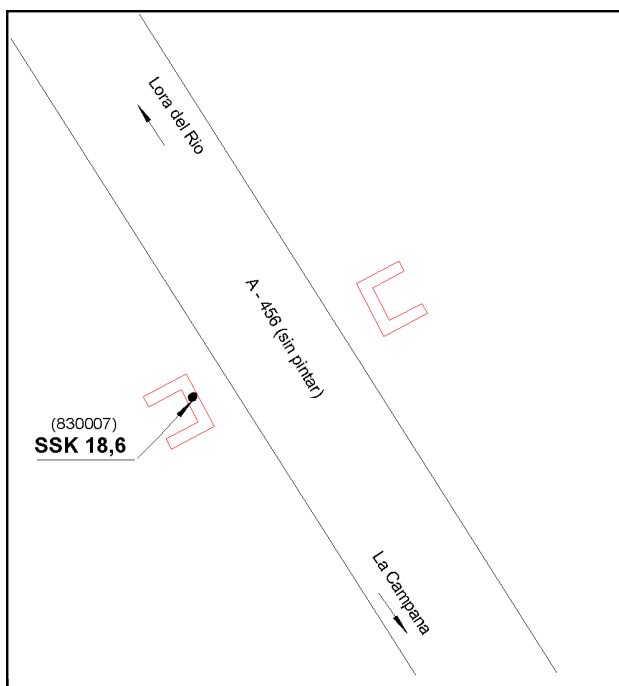 Lora del Rio
A - 456 (sin pintar)
(830007)
SSK 18,6
La Campana